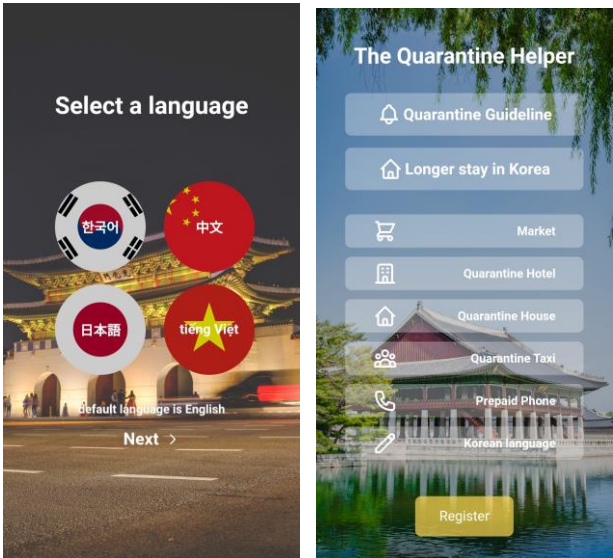 Select a language
한국어
中文
日本語
tiếng Việt
default language is English
Next >
The Quarantine Helper
Quarantine Guideline
Longer stay in Korea
Market
Quarantine Hotel
Quarantine House
Quarantine Taxi
Prepaid Phone
Korean language
Register